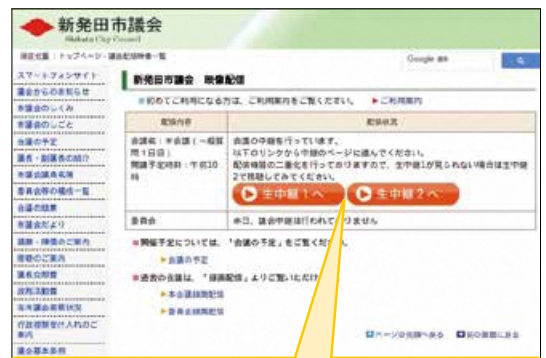 新発田市議会
Shibata City Council
現在位置：トップページ - 議会配信映像一覧
Google
スマートフォンサイト
議会からのお知らせ
市議会のしくみ
市議会のしごと
会議の予定
議長・副議長の紹介
市議会議員名簿
委員会等の構成一覧
会議の結果
市議会だより
請願・陳情のご案内
傍聴のご案内
議長交際費
政務活動費
行政視察受け入れのご
案内
議会基本条例
新発田市議会 映像配信
初めてご利用になる方は、ご利用案内をご覧ください。 ▶ご利用案内
配信内容
配信状況
会議名：本会議（一般質
問１日目）
開議予定時刻：午前10
時
会議の中継を行っています。
以下のリンクから中継のページに進んでください。
配信機器の二重化を行っておりますので、生中継1が見られない場合は生中継
2で視聴してみてください。
生中継１へ
生中継２へ
委員会
本日、議会中継は行われておりません
開催予定については、「会議の予定」をご覧ください。
会議の予定
過去の会議は、「録画配信」よりご覧いただけ
本会議録画配信
委員会録画配信
ページの先頭へ戻る
前の画面に戻る